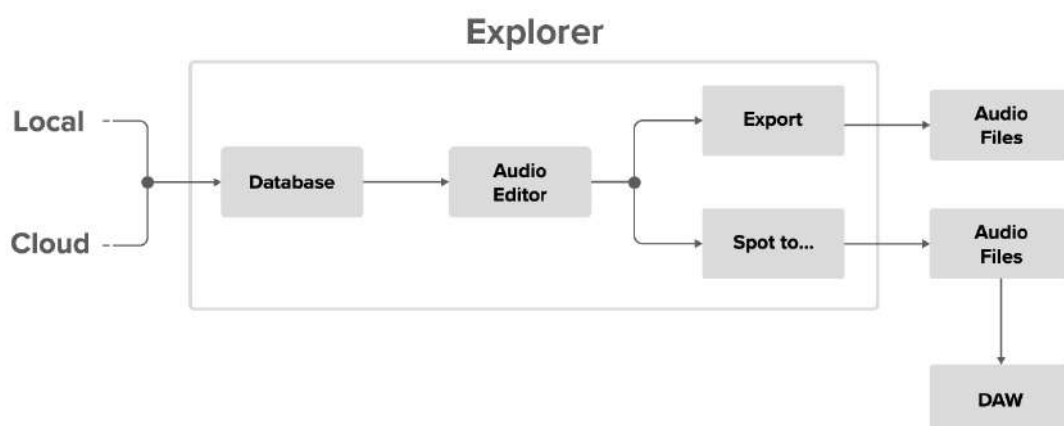 Explorer
Local
Cloud
Database
Audio
Editor
Export
Spot to...
Audio
Files
Audio
Files
DAW